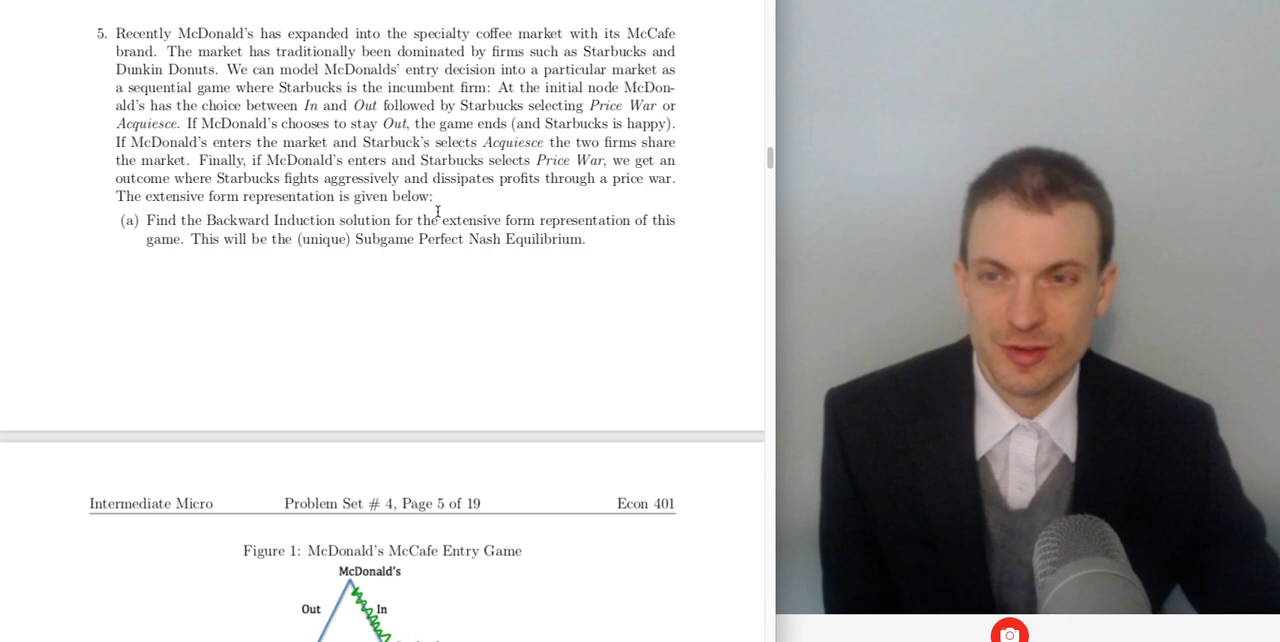 5. Recently McDonald's has expanded into the specialty coffee market with its McCafe
brand. The market has traditionally been dominated by firms such as Starbucks and
Dunkin Donuts. We can model McDonalds' entry decision into a particular market as
a sequential game where Starbucks is the incumbent firm: At the initial node McDon-
ald's has the choice between In and Out followed by Starbucks selecting Price War or
Acquiesce. If McDonald's chooses to stay Out, the game ends (and Starbucks is happy).
If McDonald's enters the market and Starbuck's selects Acquiesce the two firms share
the market. Finally, if McDonald's enters and Starbucks selects Price War, we get an
outcome where Starbucks fights aggressively and dissipates profits through a price war.
The extensive form representation is given below:
(a) Find the Backward Induction solution for the extensive form representation of this
game. This will be the (unique) Subgame Perfect Nash Equilibrium.
Intermediate Micro Problem Set # 4, Page 5 of 19 Econ 401
Figure 1: McDonald's McCafe Entry Game
McDonald's
Out In